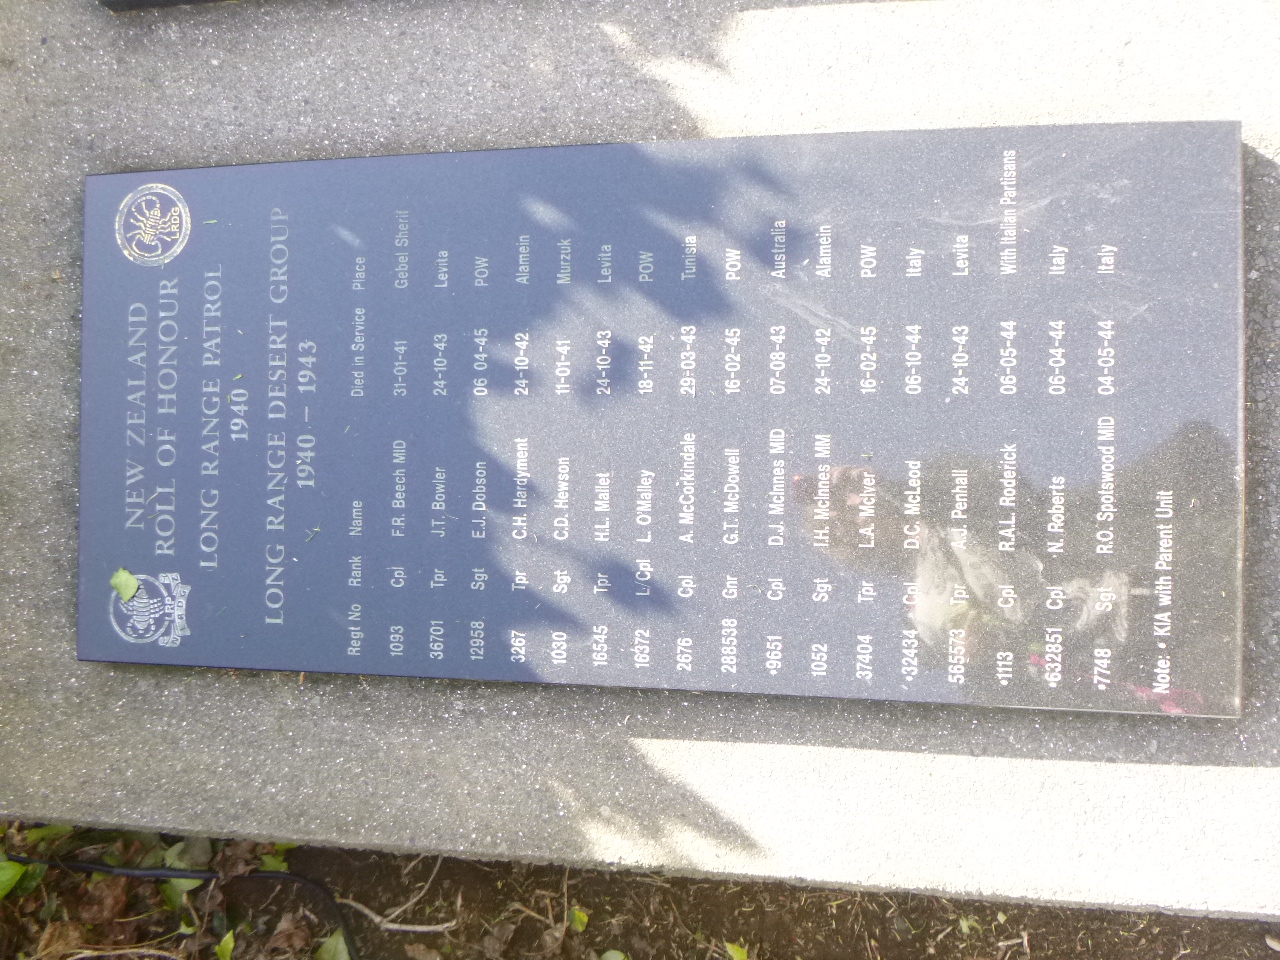 NEW ZEALAND
ROLL OF HONOUR
LONG RANGE PATROL
1940
LONG RANGE DESERT GROUP
1940 – 1943
LRP
LRDG
Regt No Rank Name Died in Service Place
1093 Cpl F.R. Beech MID 31-01-41 Gebel Sherif
36701 Tpr J.T. Bowler 24-10-43 Levita
12958 Sgt E.J. Dobson 06 04-45 POW
3267 Tpr C.H. Hardyment 24-10-42 Alamein
1030 Sgt C.D. Hewson 11-01-41 Murzuk
16545 Tpr H.L. Mallet 24-10-43 Levita
16372 L/Cpl L. O'Malley 18-11-42 POW
2676 Cpl A. McCorkindale 29-03-43 Tunisia
288538 Gnr G.T. McDowell 16-02-45 POW
•9651 Cpl D.J. McInnes MID 07-08-43 Australia
1052 Sgt I.H. McInnes MM 24-10-42 Alamein
37404 Tpr L.A. McIver 16-02-45 POW
•32434 Cpl D.C. McLeod 06-10-44 Italy
565573 Tpr A.J. Penhall 24-10-43 Levita
•1113 Cpl R.A.L. Roderick 06-05-44 With Italian Partisans
•632851 Cpl N. Roberts 06-04-44 Italy
•7748 Sgt R.O. Spotswood MID 04-05-44 Italy
Note: • KIA with Parent Unit